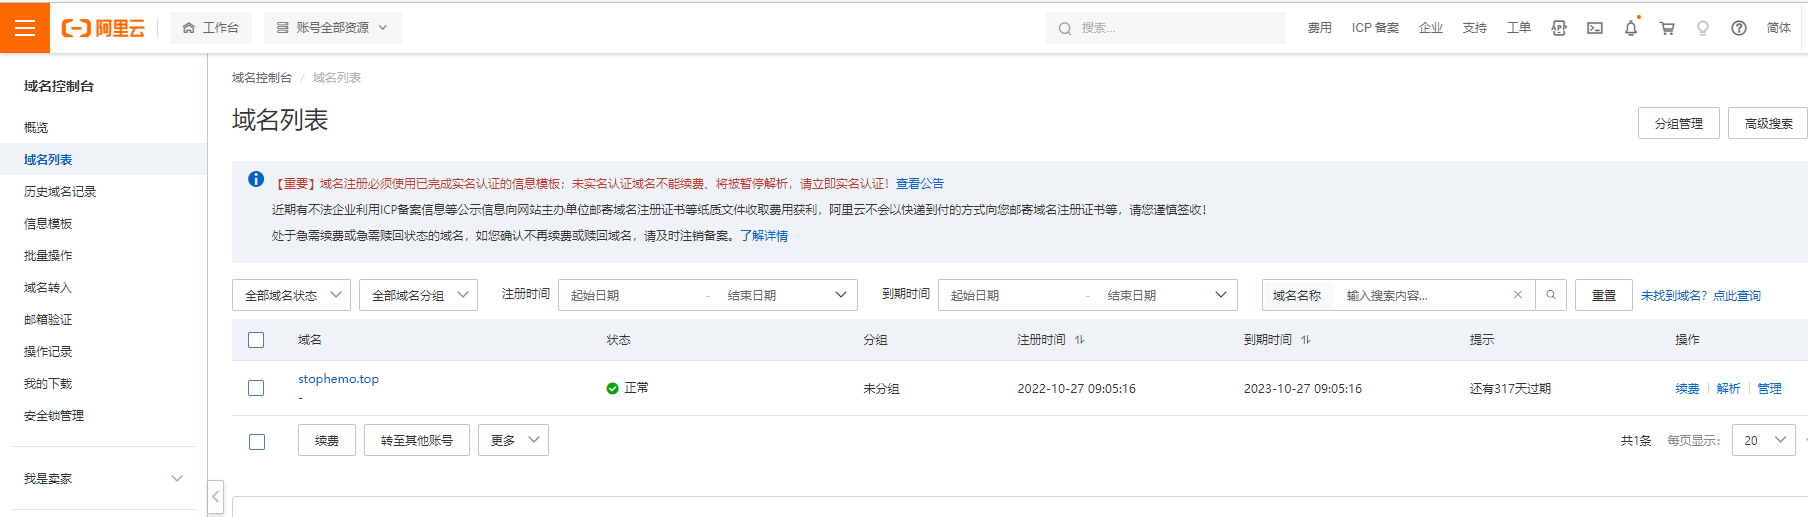 阿里云
工作台
账号全部资源
搜索...
费用
ICP 备案
企业
支持
工单
简体
域名控制台
概览
域名列表
历史域名记录
信息模板
批量操作
域名转入
邮箱验证
操作记录
我的下载
安全锁管理
我是卖家
域名控制台 / 域名列表
域名列表
分组管理
高级搜索
【重要】域名注册必须使用已完成实名认证的信息模板；未实名认证域名不能续费、将被暂停解析，请立即实名认证！查看公告
近期有不法企业利用ICP备案信息等公示信息向网站主办单位邮寄域名注册证书等纸质文件收取费用获利，阿里云不会以快递到付的方式向您邮寄域名注册证书等，请您谨慎签收！
处于急需续费或急需赎回状态的域名，如您确认不再续费或赎回域名，请及时注销备案。了解详情
全部域名状态
全部域名分组
注册时间 起始日期 - 结束日期
到期时间 起始日期 - 结束日期
域名名称 输入搜索内容...
重置
未找到域名？点此查询
域名 状态 分组 注册时间 到期时间 提示 操作
stophemo.top 正常 未分组 2022-10-27 09:05:16 2023-10-27 09:05:16 还有317天过期 续费 解析 管理
-
续费 转至其他账号 更多 共1条 每页显示： 20